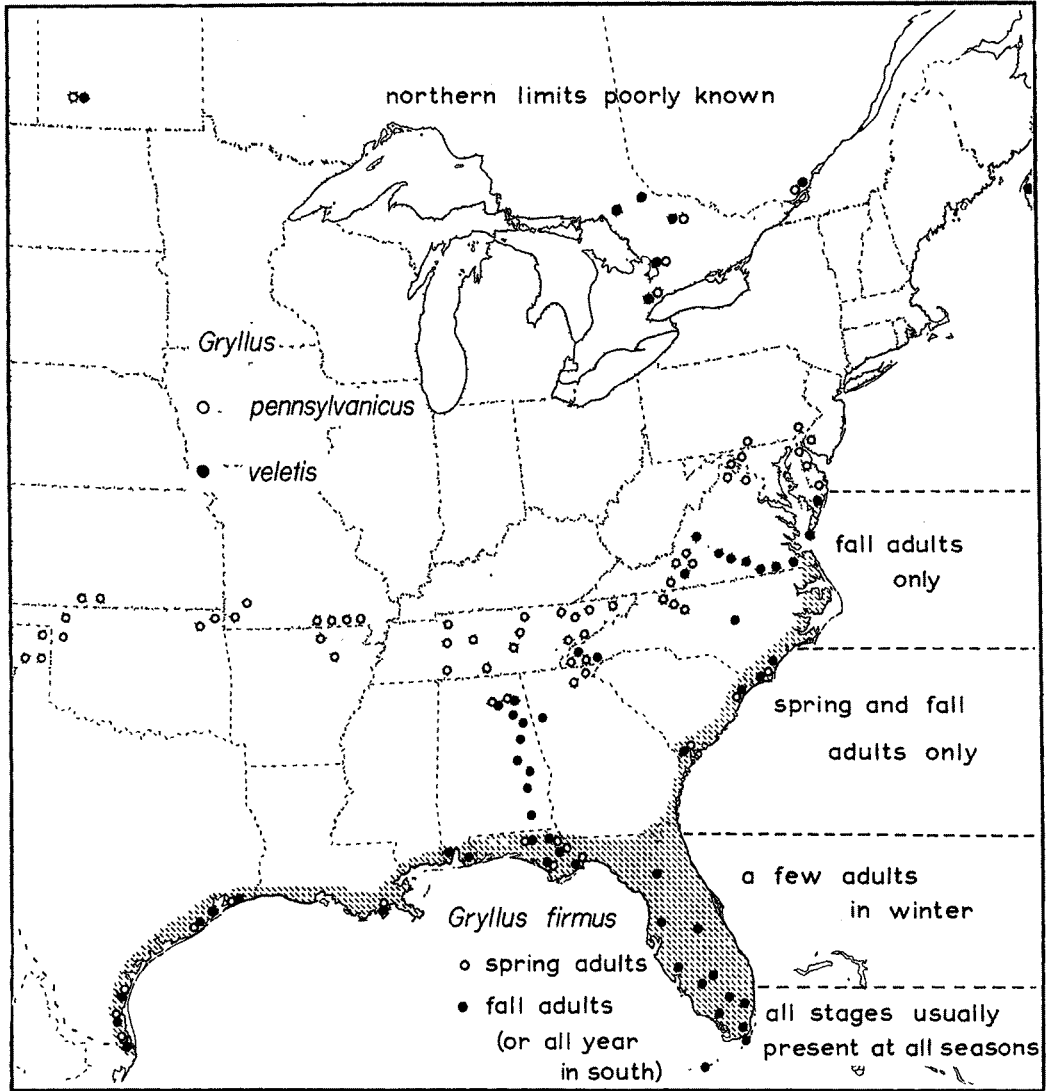 northern limits poorly known
Gryllus
pennsylvanicus
veletis
fall adults
only
spring and fall
adults only
a few adults
in winter
Gryllus firmus
spring adults
fall adults
(or all year
in south)
all stages usually
present at all seasons